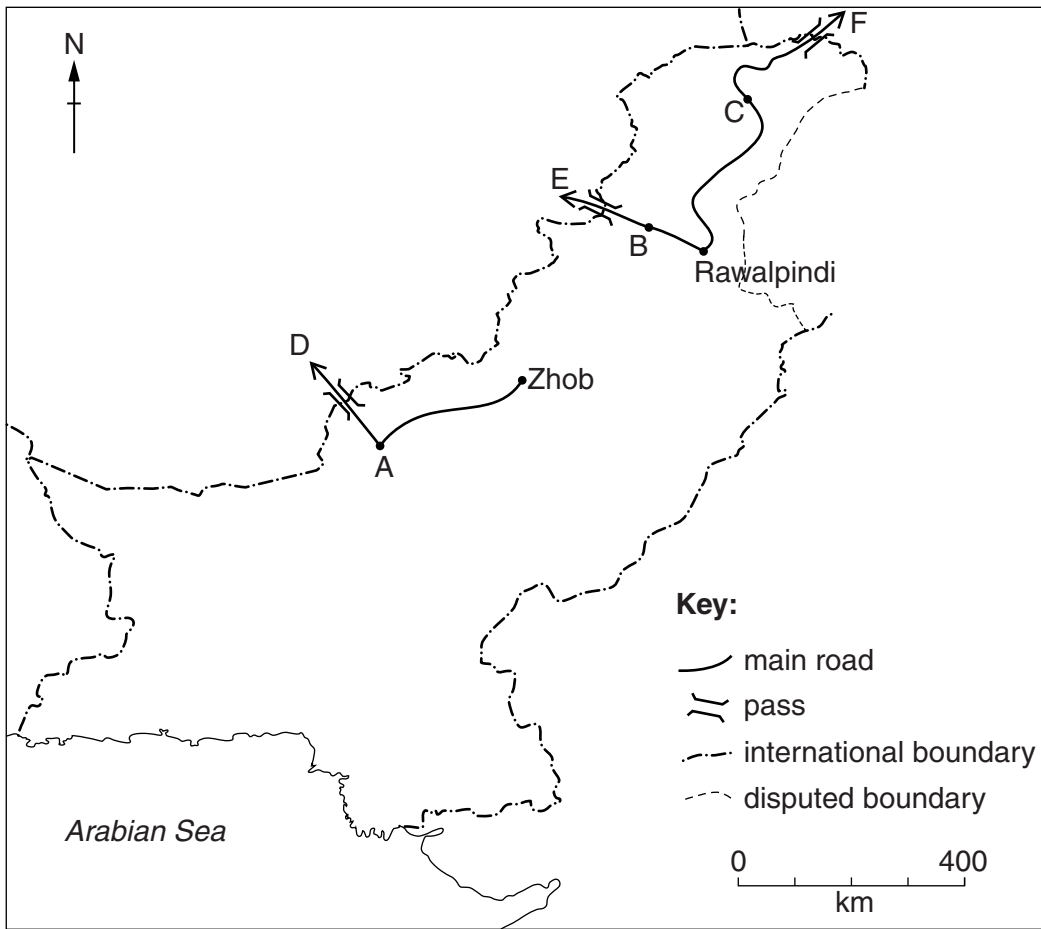 N
F
C
E
B
Rawalpindi
D
Zhob
A
Key:
main road
pass
international boundary
disputed boundary
Arabian Sea
0 400
km